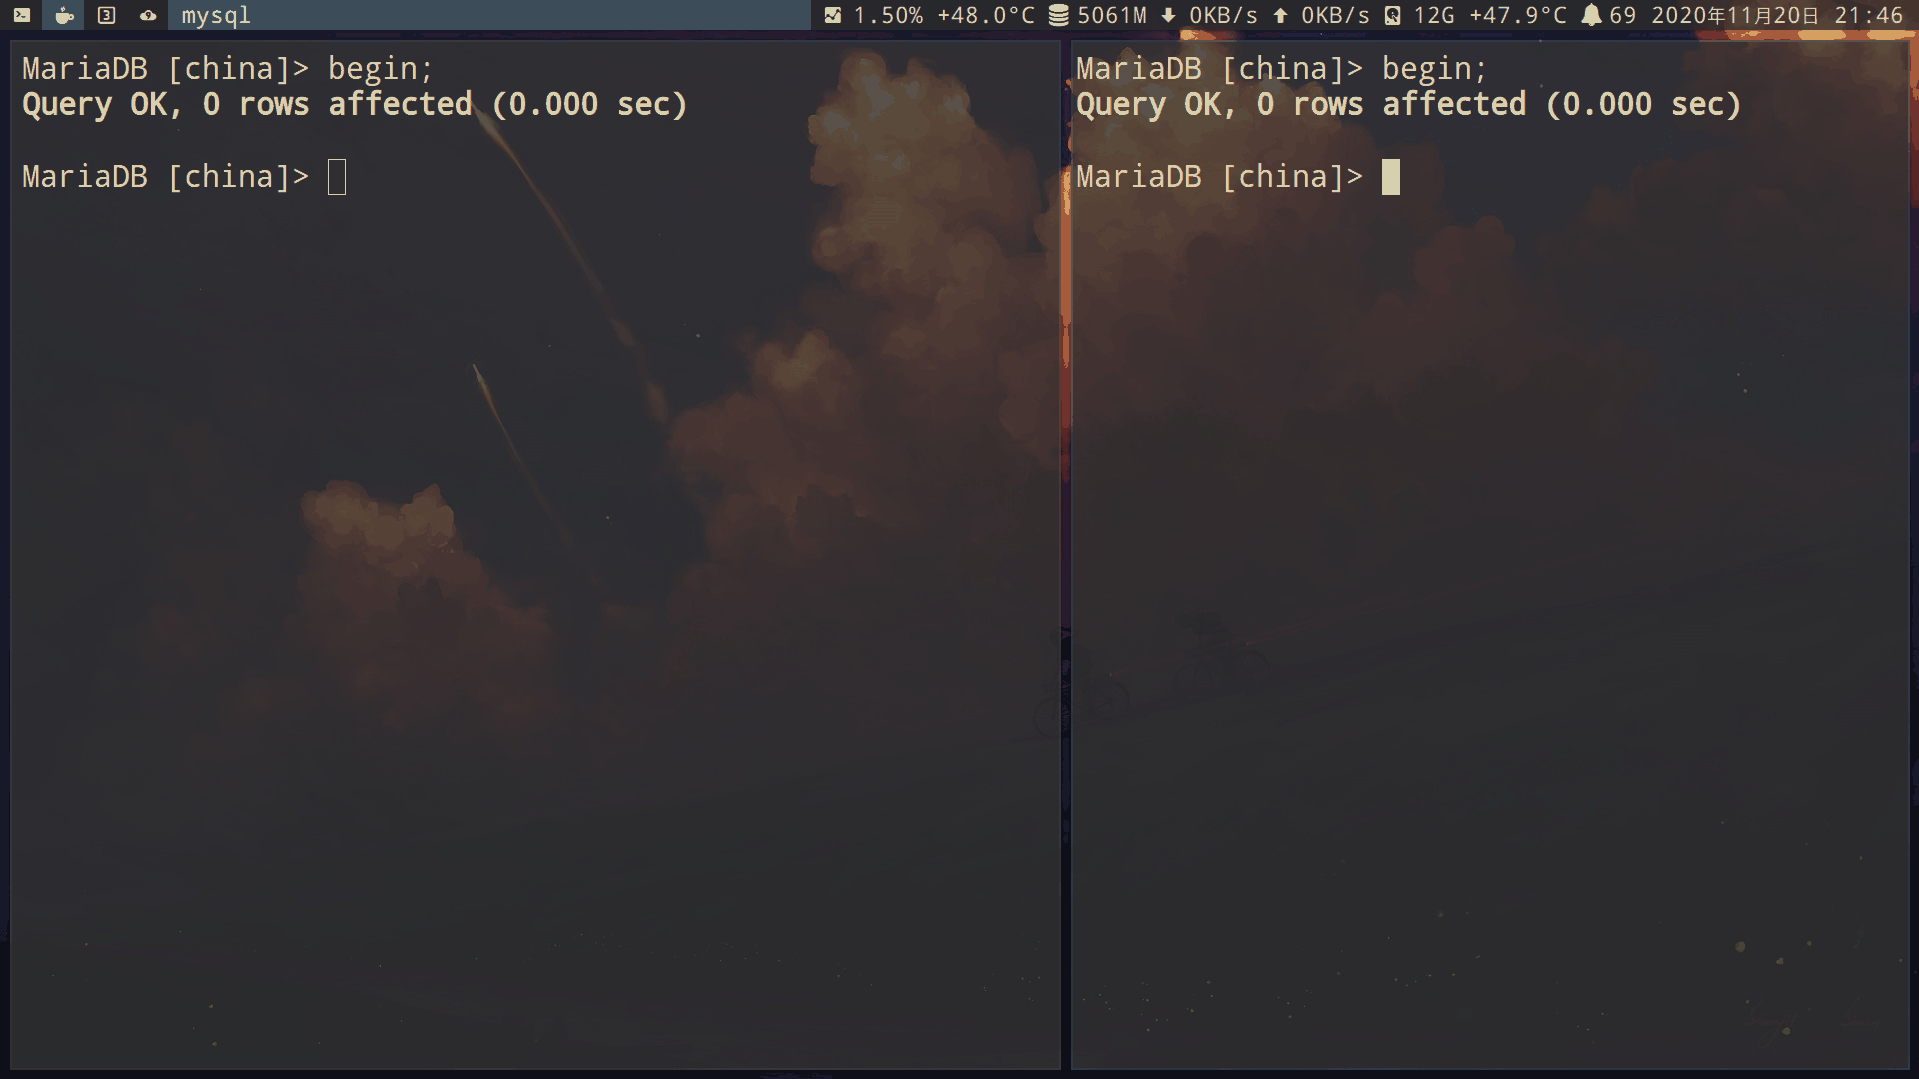 mysql 1.50% +48.0°C 5061M 0KB/s 0KB/s 12G +47.9°C 69 2020年11月20日 21:46
MariaDB [china]> begin;
Query OK, 0 rows affected (0.000 sec)
MariaDB [china]>
MariaDB [china]> begin;
Query OK, 0 rows affected (0.000 sec)
MariaDB [china]>